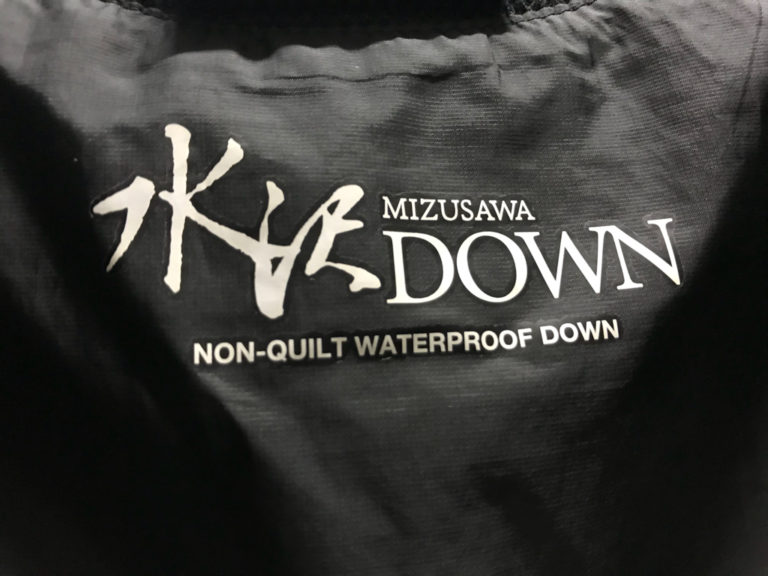 水沢
MIZUSAWA
DOWN
NON-QUILT WATERPROOF DOWN